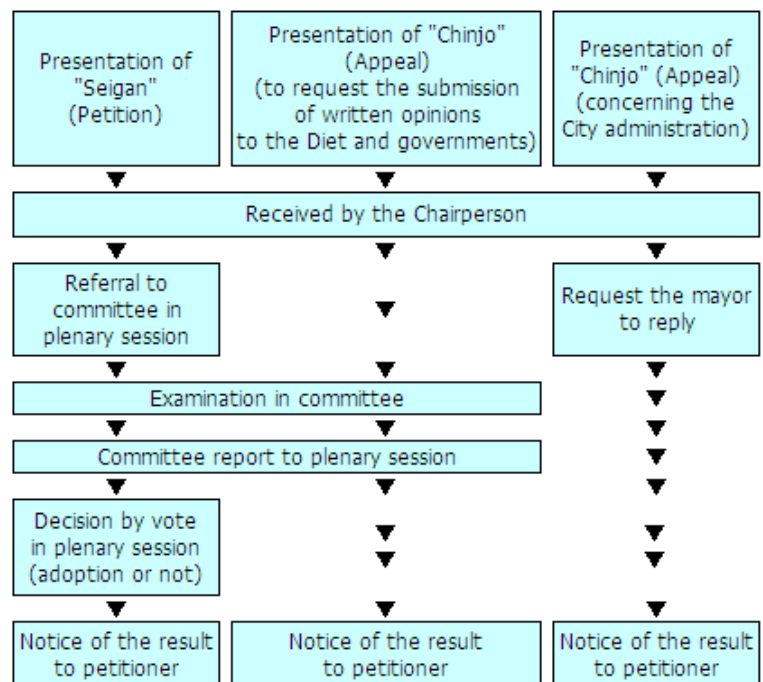 Presentation of
"Seigan"
(Petition)
Presentation of "Chinjo"
(Appeal)
(to request the submission
of written opinions
to the Diet and governments)
Presentation of
"Chinjo" (Appeal)
(concerning the
City administration)
Received by the Chairperson
Referral to
committee in
plenary session
Request the mayor
to reply
Examination in committee
Committee report to plenary session
Decision by vote
in plenary session
(adoption or not)
Notice of the result
to petitioner
Notice of the result
to petitioner
Notice of the result
to petitioner